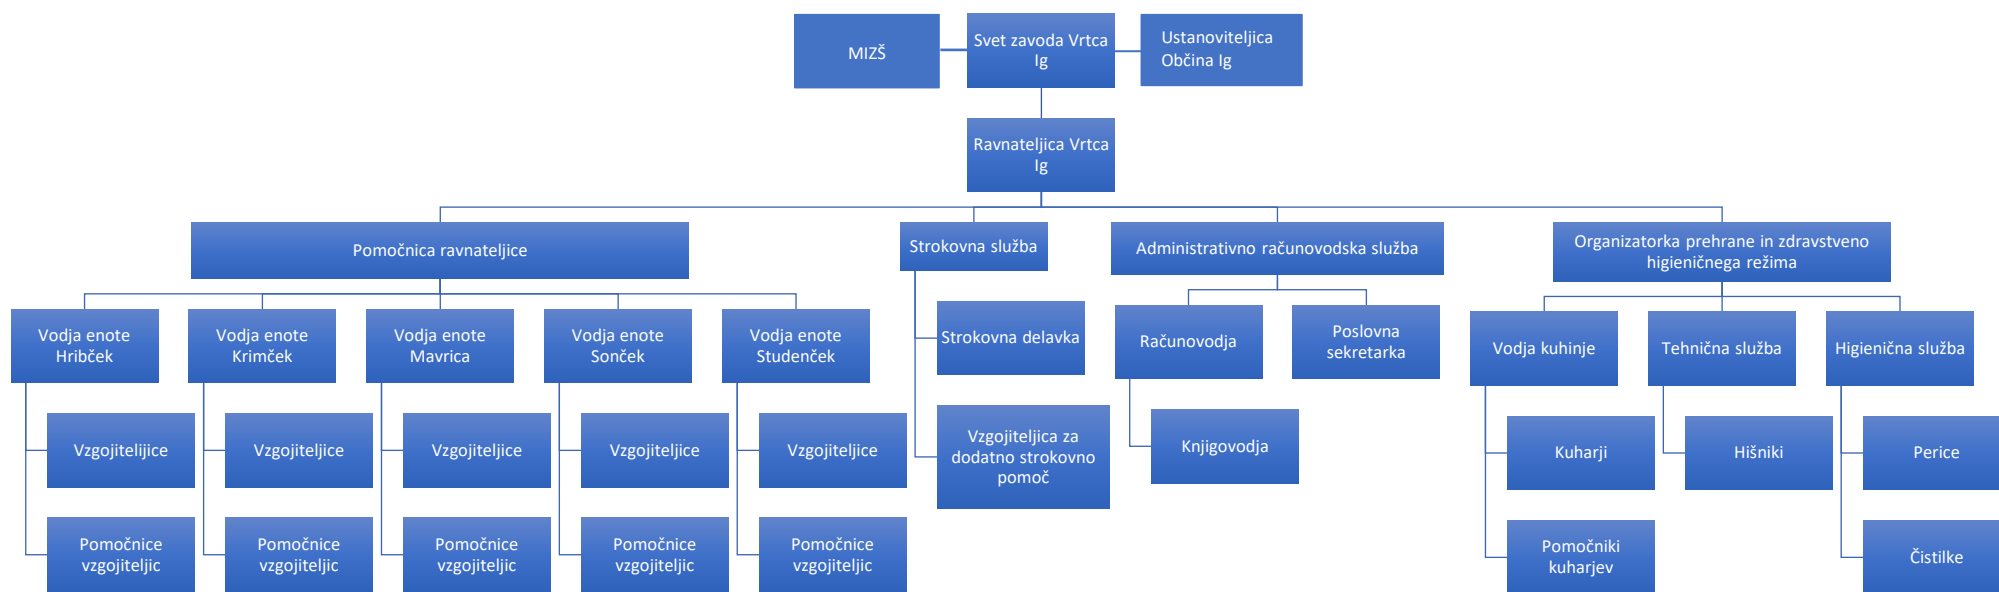 MIZŠ
Svet zavoda Vrtca
Ig
Ustanoviteljica
Občina Ig
Ravnateljica Vrtca
Ig
Pomočnica ravnateljice
Strokovna služba
Administrativno računovodska služba
Organizatorka prehrane in zdravstveno
higieničnega režima
Vodja enote
Hribček
Vodja enote
Krimček
Vodja enote
Mavrica
Vodja enote
Sonček
Vodja enote
Studenček
Strokovna delavka
Računovodja
Poslovna
sekretarka
Vodja kuhinje
Tehnična služba
Higienična služba
Vzgojitelijice
Vzgojiteljice
Vzgojiteljice
Vzgojiteljice
Vzgojiteljice
Vzgojiteljica za
dodatno strokovno
pomoč
Knjigovodja
Kuharji
Hišniki
Perice
Pomočnice
vzgojiteljic
Pomočnice
vzgojiteljic
Pomočnice
vzgojiteljic
Pomočnice
vzgojiteljic
Pomočnice
vzgojiteljic
Pomočniki
kuharjev
Čistilke